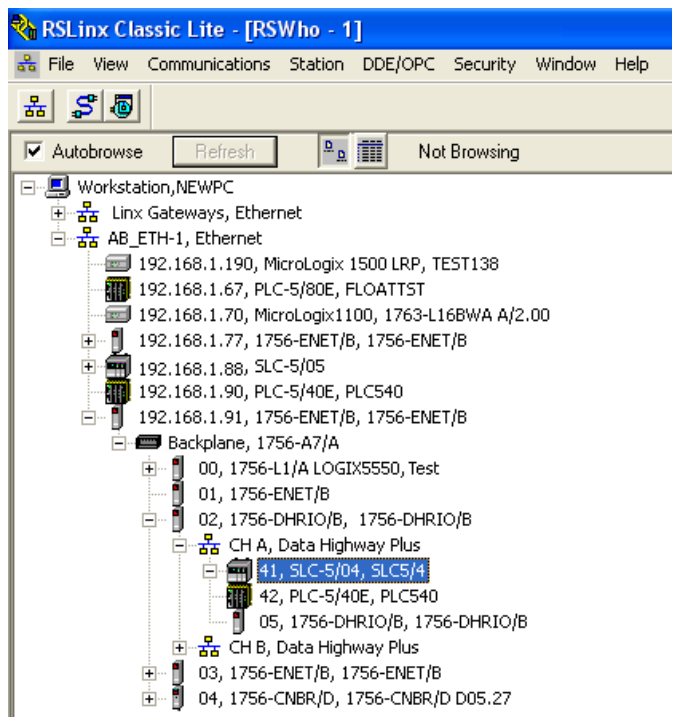 RSLinx Classic Lite - [RSWho - 1]
File View Communications Station DDE/OPC Security Window Help
Autobrowse Refresh Not Browsing
Workstation,NEWPC
Linx Gateways, Ethernet
AB_ETH-1, Ethernet
192.168.1.190, MicroLogix 1500 LRP, TEST138
192.168.1.67, PLC-5/80E, FLOATTST
192.168.1.70, MicroLogix1100, 1763-L16BWA A/2.00
192.168.1.77, 1756-ENET/B, 1756-ENET/B
192.168.1.88, SLC-5/05
192.168.1.90, PLC-5/40E, PLC540
192.168.1.91, 1756-ENET/B, 1756-ENET/B
Backplane, 1756-A7/A
00, 1756-L1/A LOGIX5550, Test
01, 1756-ENET/B
02, 1756-DHRIO/B, 1756-DHRIO/B
CH A, Data Highway Plus
41, SLC-5/04, SLC5/4
42, PLC-5/40E, PLC540
05, 1756-DHRIO/B, 1756-DHRIO/B
CH B, Data Highway Plus
03, 1756-ENET/B, 1756-ENET/B
04, 1756-CNBR/D, 1756-CNBR/D D05.27